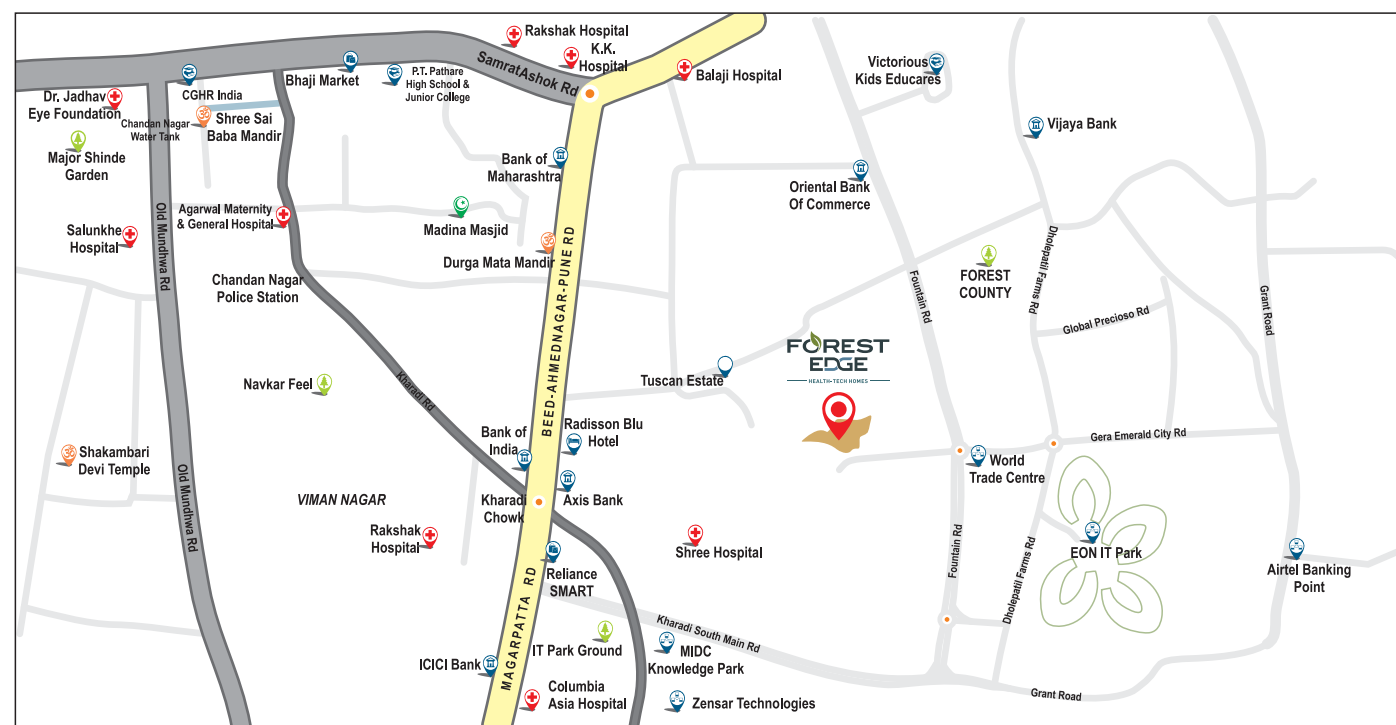 Rakshak Hospital
K.K.
Hospital
SamratAshok Rd
Balaji Hospital
Victorious
Kids Educares
Bhaji Market
P.T. Pathare
High School &
Junior College
CGHR India
Dr. Jadhav
Eye Foundation
Chandan Nagar
Water Tank
Shree Sai
Baba Mandir
Major Shinde
Garden
Vijaya Bank
Bank of
Maharashtra
Oriental Bank
Of Commerce
Agarwal Maternity
& General Hospital
Madina Masjid
Salunkhe
Hospital
Old Mundhwa Rd
Durga Mata Mandir
BEED-AHMEDNAGAR-PUNE RD
Chandan Nagar
Police Station
Fountain Rd
Dholepatil Farms Rd
FOREST
COUNTY
Grant Road
Global Precioso Rd
FOREST
EDGE
HEALTH-TECH HOMES
Navkar Feel
Kharadi Rd
Tuscan Estate
Radisson Blu
Hotel
Bank of
India
Gera Emerald City Rd
Shakambari
Devi Temple
World
Trade Centre
Old Mundhwa Rd
VIMAN NAGAR
Kharadi
Chowk
Axis Bank
Rakshak
Hospital
Shree Hospital
EON IT Park
Fountain Rd
Dholepatil Farms Rd
Airtel Banking
Point
Reliance
SMART
MAGARPATTA RD
Kharadi South Main Rd
IT Park Ground
MIDC
Knowledge Park
ICICI Bank
Columbia
Asia Hospital
Zensar Technologies
Grant Road